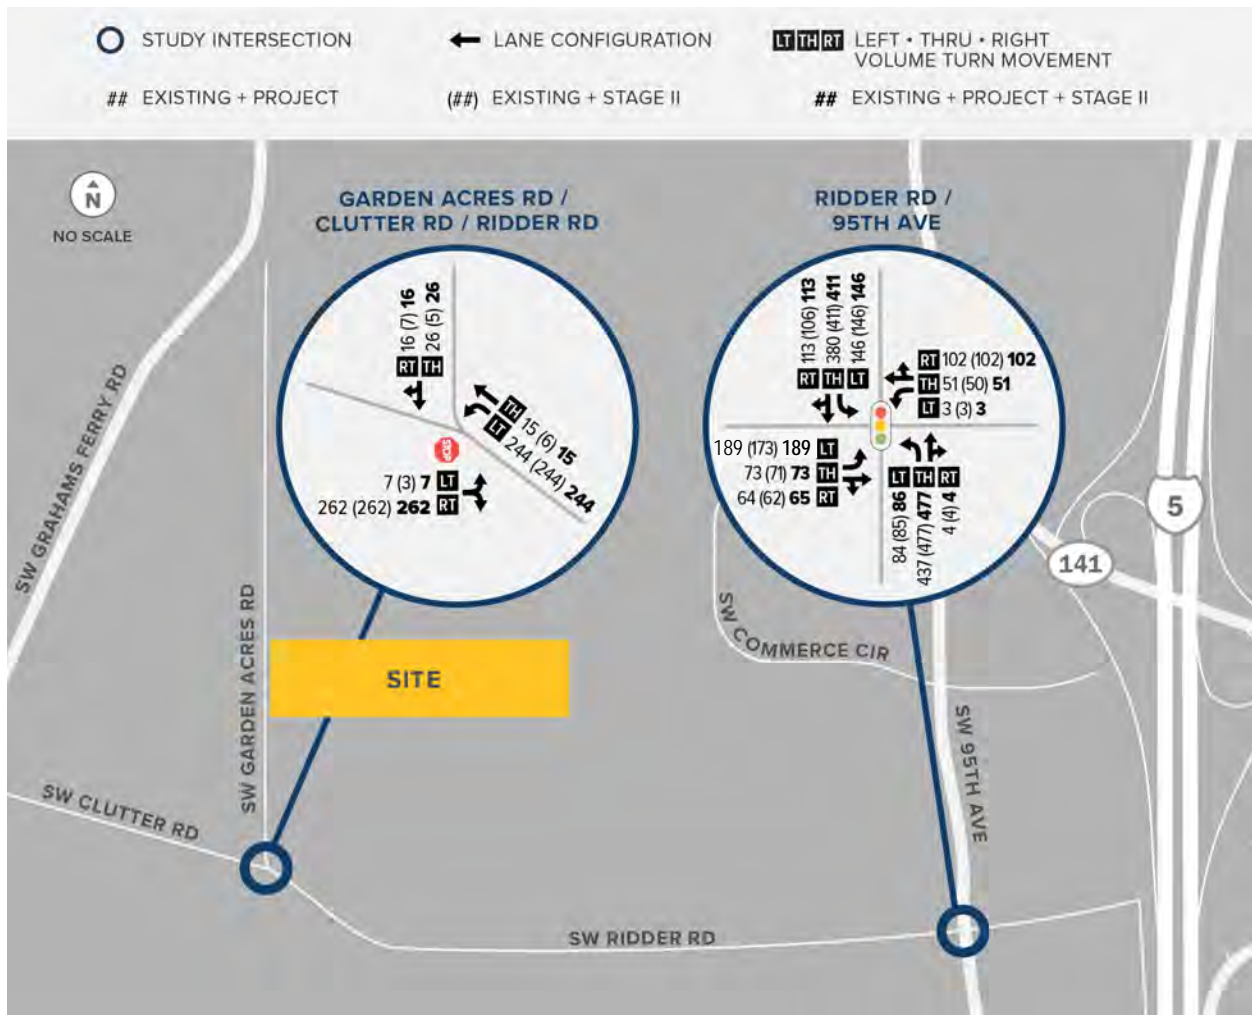 STUDY INTERSECTION
LANE CONFIGURATION
LT TH RT LEFT • THRU • RIGHT
VOLUME TURN MOVEMENT
## EXISTING + PROJECT
(##) EXISTING + STAGE II
## EXISTING + PROJECT + STAGE II
N
NO SCALE
GARDEN ACRES RD /
CLUTTER RD / RIDDER RD
RT 16 (7) 16
TH 26 (5) 26
TH 15 (6) 15
LT 244 (244) 244
STOP
7 (3) 7 LT
262 (262) 262 RT
RIDDER RD /
95TH AVE
RT 113 (106) 113
TH 380 (411) 411
LT 146 (146) 146
RT 102 (102) 102
TH 51 (50) 51
LT 3 (3) 3
189 (173) 189 LT
73 (71) 73 TH
64 (62) 65 RT
LT 84 (85) 86
TH 437 (477) 477
RT 4 (4) 4
SW GRAHAMS FERRY RD
5
141
SW COMMERCE CIR
SITE
SW GARDEN ACRES RD
SW 95TH AVE
SW CLUTTER RD
SW RIDDER RD